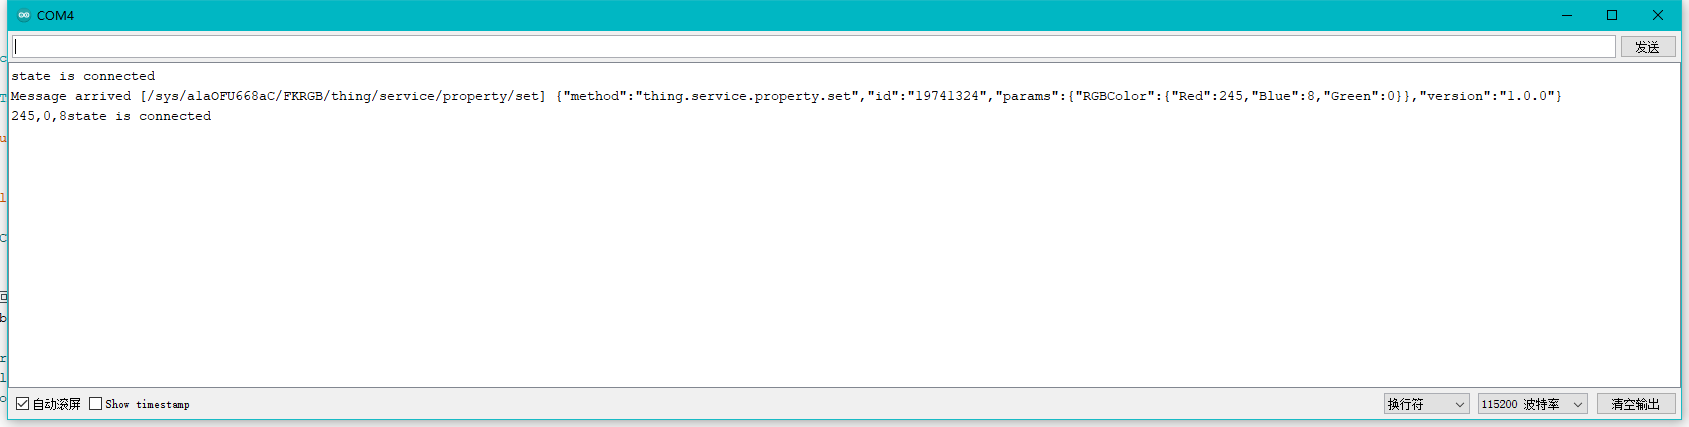 COM4
发送
state is connected
Message arrived [/sys/a1aOFU668aC/FKRGB/thing/service/property/set] {"method":"thing.service.property.set","id":"19741324","params":{"RGBColor":{"Red":245,"Blue":8,"Green":0}},"version":"1.0.0"}
245,0,8state is connected
自动滚屏 Show timestamp 换行符 115200 波特率 清空输出